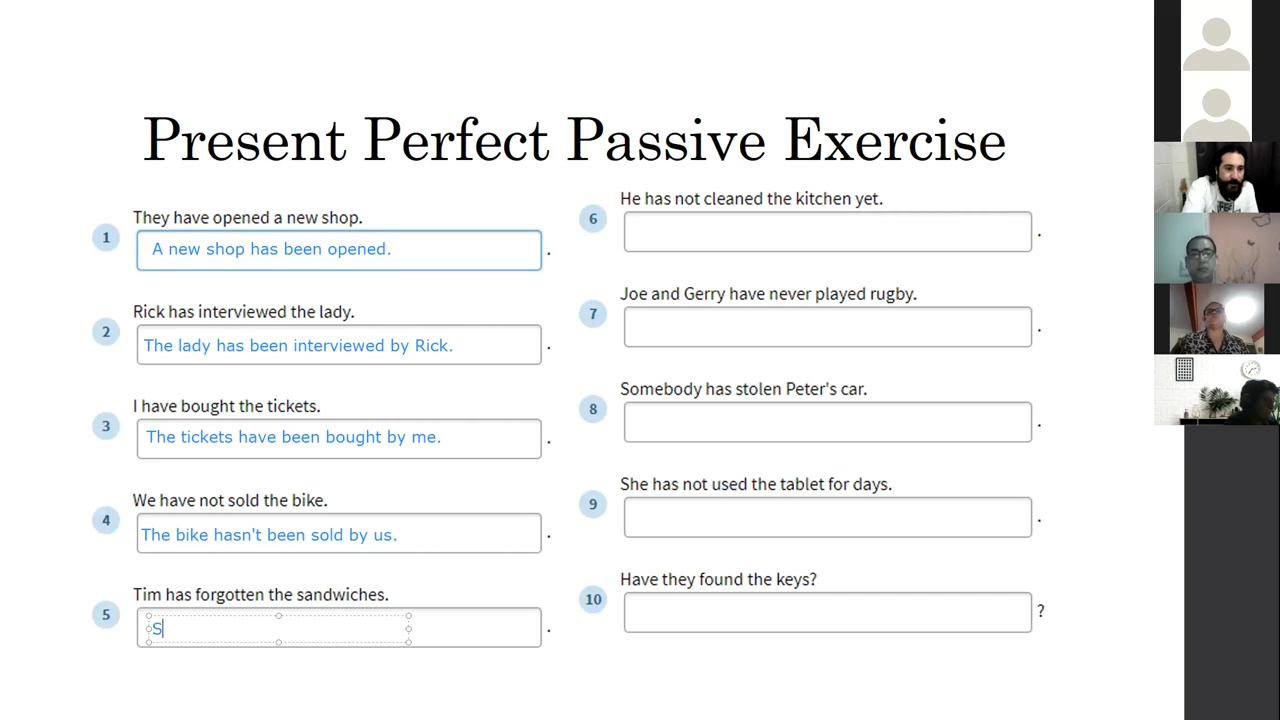 Present Perfect Passive Exercise
1
They have opened a new shop.
A new shop has been opened.
.
2
Rick has interviewed the lady.
The lady has been interviewed by Rick.
.
3
I have bought the tickets.
The tickets have been bought by me.
.
4
We have not sold the bike.
The bike hasn't been sold by us.
.
5
Tim has forgotten the sandwiches.
S
.
6
He has not cleaned the kitchen yet.
.
7
Joe and Gerry have never played rugby.
.
8
Somebody has stolen Peter's car.
.
9
She has not used the tablet for days.
.
10
Have they found the keys?
?